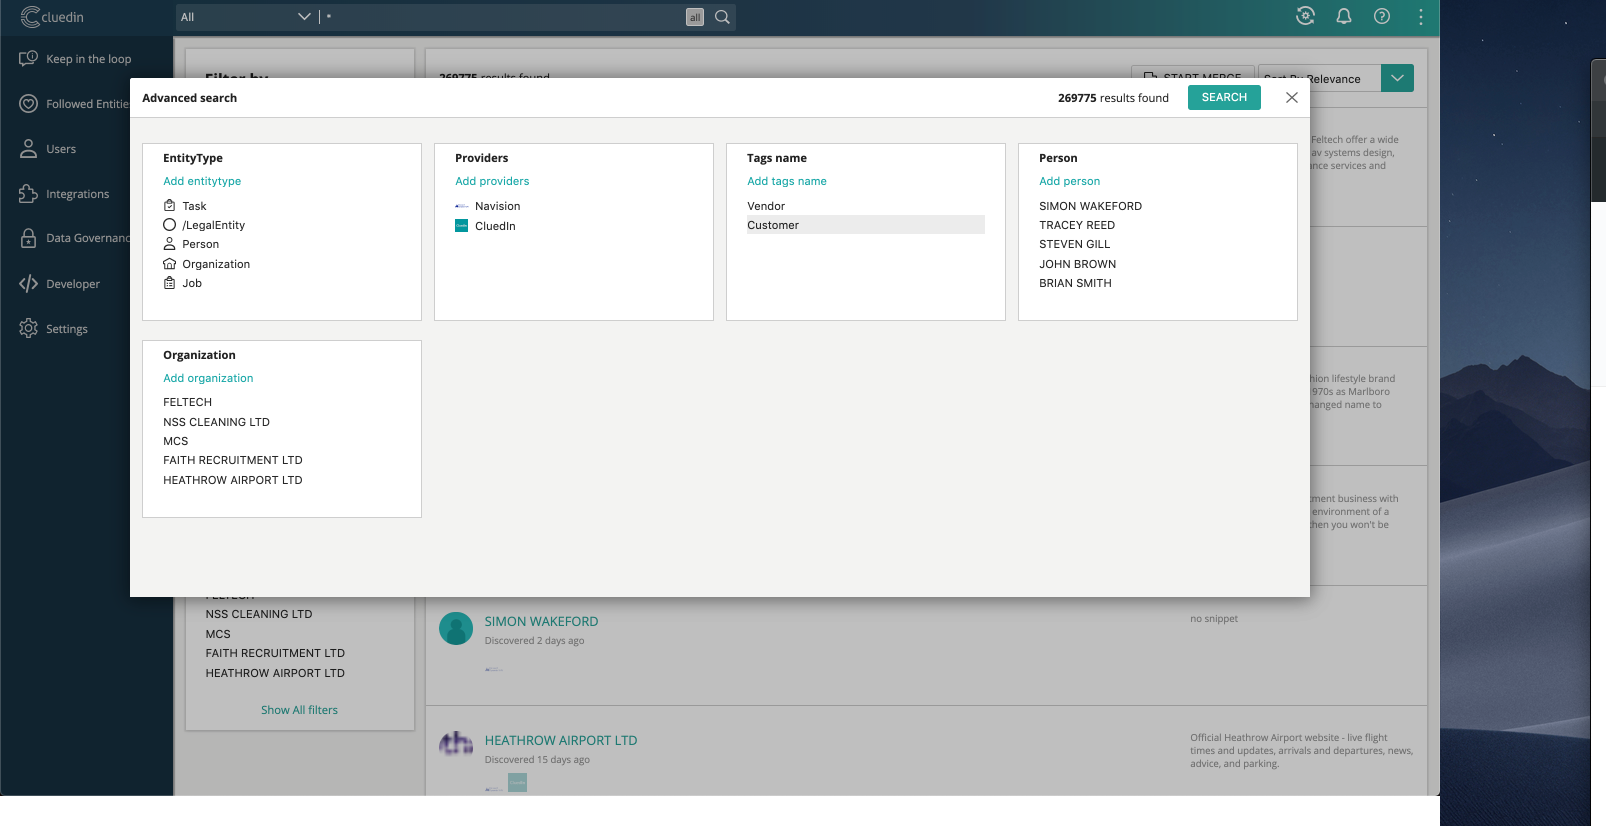 cluedin
All
*
all
Keep in the loop
Followed Entitie
Users
Integrations
Data Governanc
Developer
Settings
Filter by
269775 results found
START MERGE
Sort By Relevance
Advanced search
269775 results found
SEARCH
EntityType
Add entitytype
Task
/LegalEntity
Person
Organization
Job
Providers
Add providers
Navision
CluedIn
Tags name
Add tags name
Vendor
Customer
Person
Add person
SIMON WAKEFORD
TRACEY REED
STEVEN GILL
JOHN BROWN
BRIAN SMITH
Organization
Add organization
FELTECH
NSS CLEANING LTD
MCS
FAITH RECRUITMENT LTD
HEATHROW AIRPORT LTD
Feltech offer a wide
av systems design,
nce services and
hion lifestyle brand
970s as Marlboro
hanged name to
ment business with
environment of a
then you won't be
FELTECH
NSS CLEANING LTD
MCS
FAITH RECRUITMENT LTD
HEATHROW AIRPORT LTD
Show All filters
SIMON WAKEFORD
Discovered 2 days ago
no snippet
HEATHROW AIRPORT LTD
Discovered 15 days ago
Official Heathrow Airport website - live flight
times and updates, arrivals and departures, news,
advice, and parking.